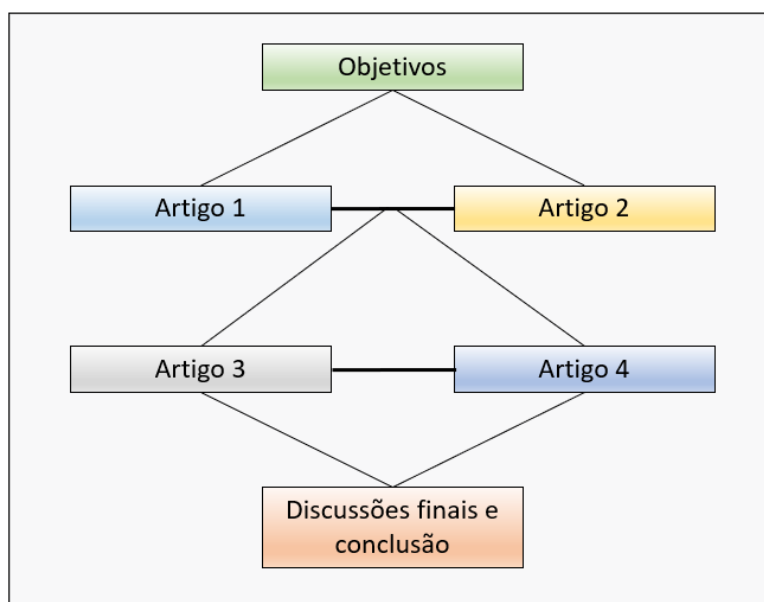 Objetivos
Artigo 1
Artigo 2
Artigo 3
Artigo 4
Discussões finais e
conclusão